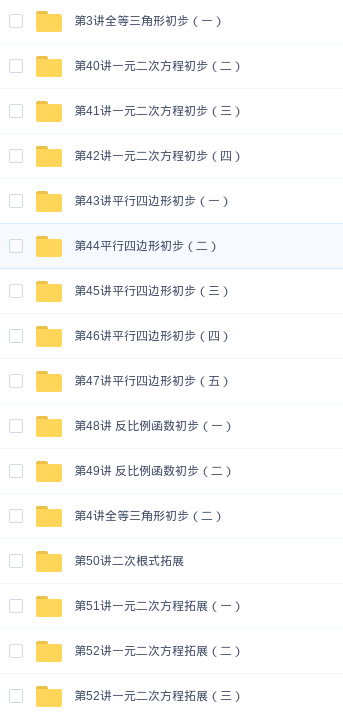 第3讲全等三角形初步（一）
第40讲一元二次方程初步（二）
第41讲一元二次方程初步（三）
第42讲一元二次方程初步（四）
第43讲平行四边形初步（一）
第44平行四边形初步（二）
第45讲平行四边形初步（三）
第46讲平行四边形初步（四）
第47讲平行四边形初步（五）
第48讲 反比例函数初步（一）
第49讲 反比例函数初步（二）
第4讲全等三角形初步（二）
第50讲二次根式拓展
第51讲一元二次方程拓展（一）
第52讲一元二次方程拓展（二）
第52讲一元二次方程拓展（三）